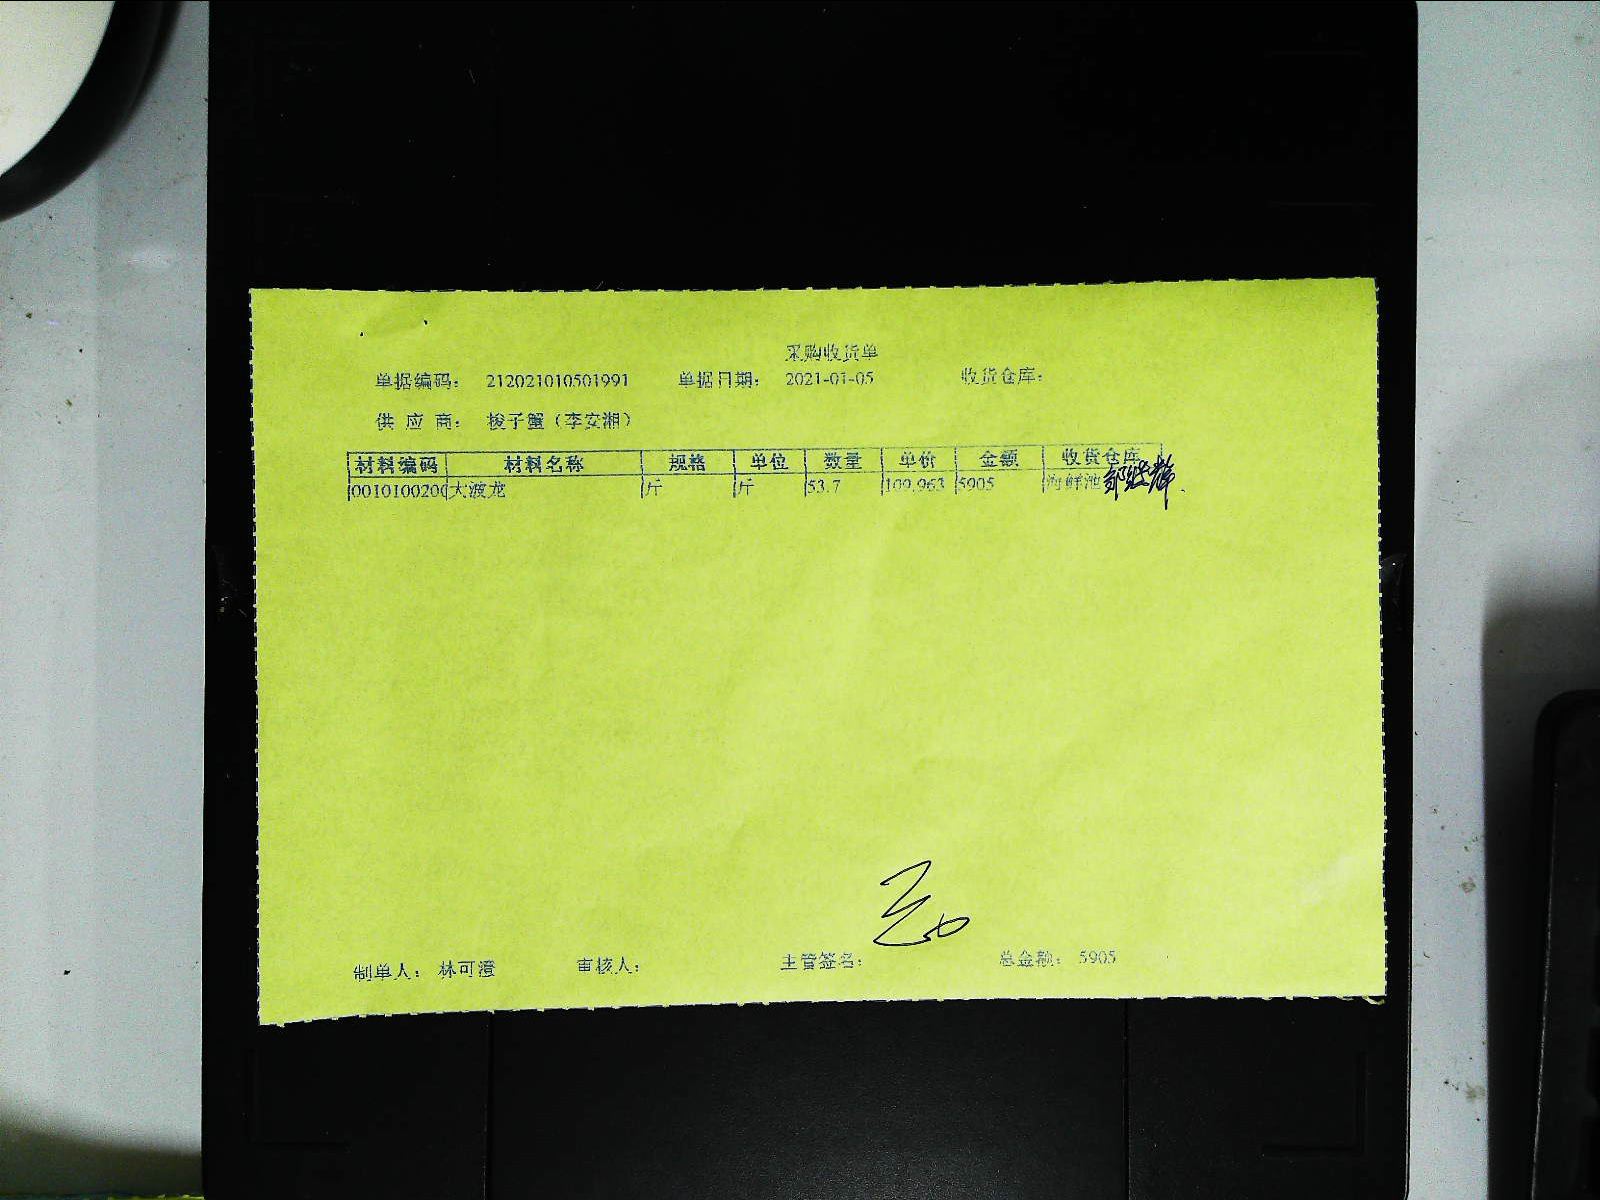 采购收货单
单据编码： 212021010501991 单据日期： 2021-01-05 收货仓库：
供 应 商： 梭子蟹（李安湘）
材料编码 材料名称 规格 单位 数量 单价 金额 收货仓库
0010100200 大波龙 斤 斤 53.7 109.963 5905 海鲜池
制单人： 林可澄 审核人： 主管签名： 总金额： 5905